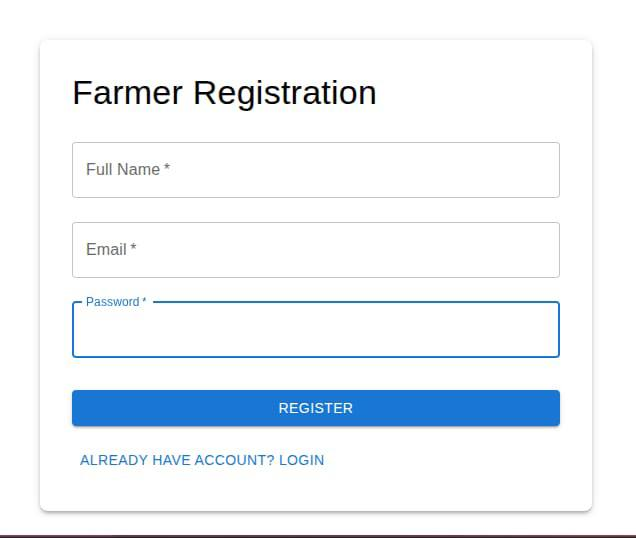 Farmer Registration
Full Name *
Email *
Password *
REGISTER
ALREADY HAVE ACCOUNT? LOGIN